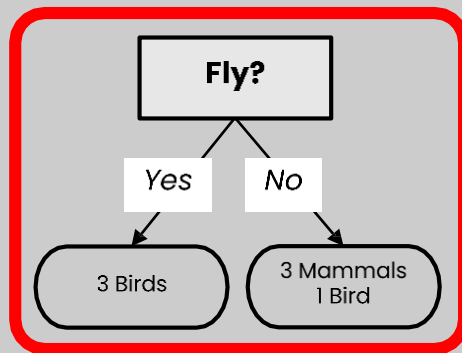 Fly?
Yes
No
3 Birds
3 Mammals
1 Bird